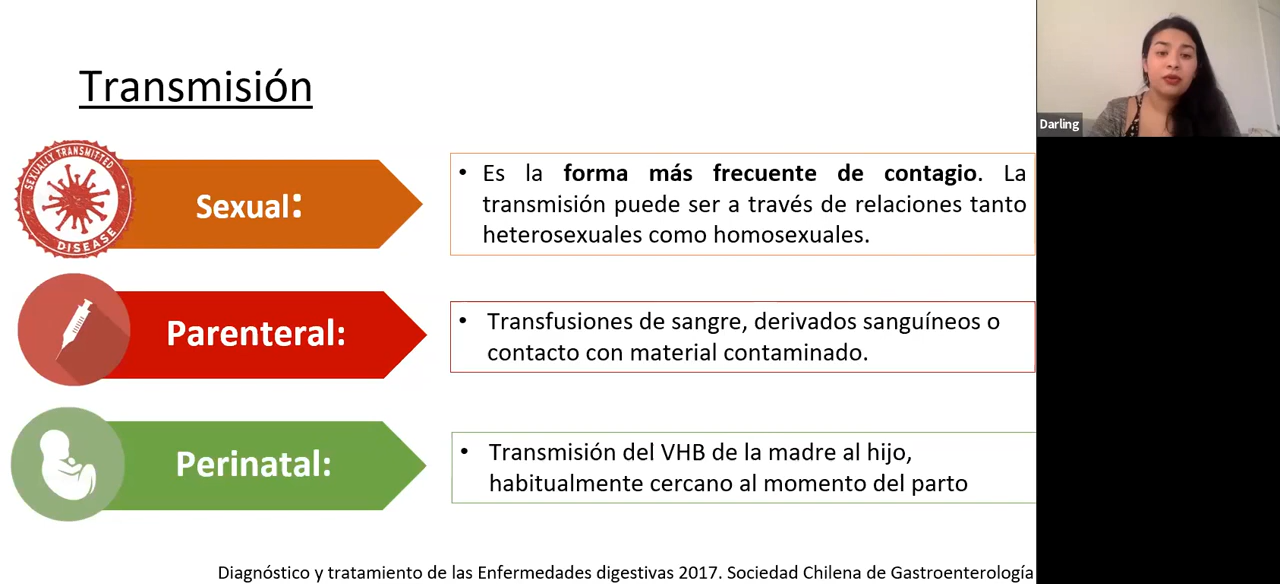 Transmisión
Darling
SEXUALLY TRANSMITTED
DISEASE
Sexual:
• Es la forma más frecuente de contagio. La
transmisión puede ser a través de relaciones tanto
heterosexuales como homosexuales.
Parenteral:
• Transfusiones de sangre, derivados sanguíneos o
contacto con material contaminado.
Perinatal:
• Transmisión del VHB de la madre al hijo,
habitualmente cercano al momento del parto
Diagnóstico y tratamiento de las Enfermedades digestivas 2017. Sociedad Chilena de Gastroenterología